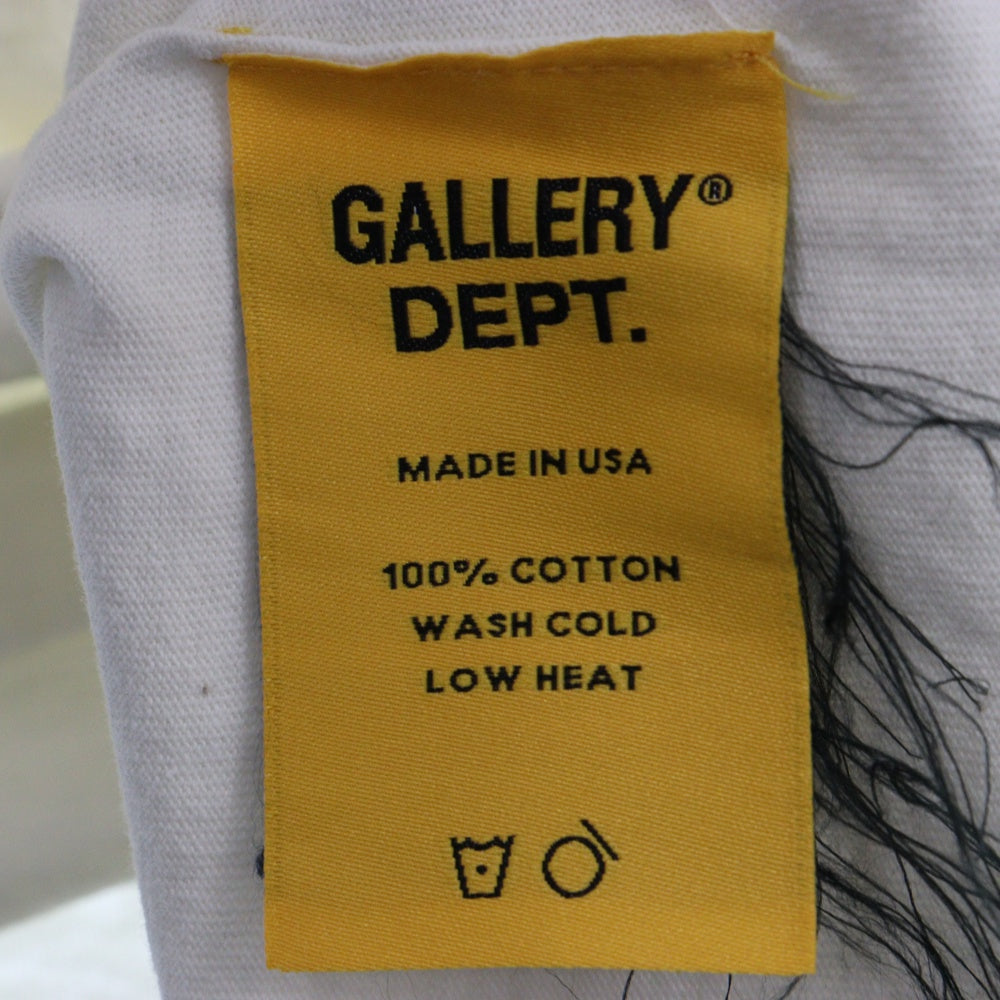 GALLERY®
DEPT.
MADE IN USA
100% COTTON
WASH COLD
LOW HEAT